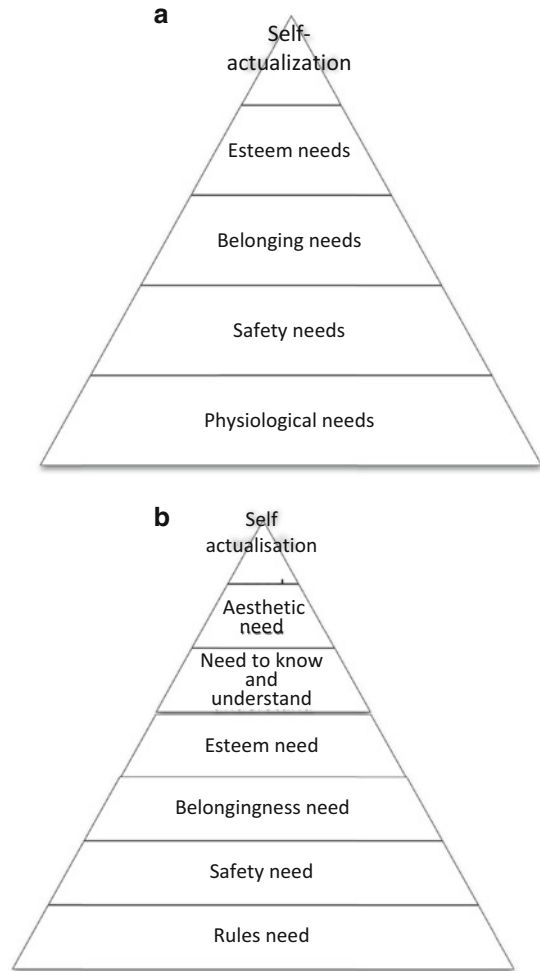 a
Self-
actualization
Esteem needs
Belonging needs
Safety needs
Physiological needs
b
Self
actualisation
Aesthetic
need
Need to know
and
understand
Esteem need
Belongingness need
Safety need
Rules need